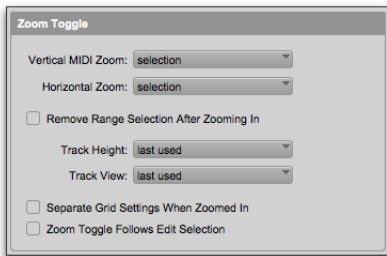 Zoom Toggle
Vertical MIDI Zoom: selection
Horizontal Zoom: selection
Remove Range Selection After Zooming In
Track Height: last used
Track View: last used
Separate Grid Settings When Zoomed In
Zoom Toggle Follows Edit Selection